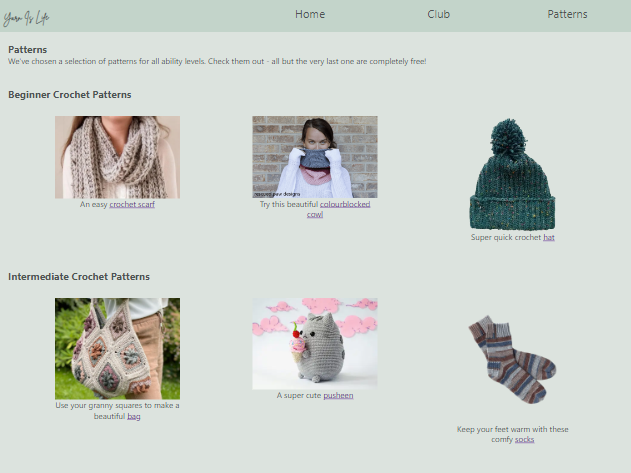 Yarn Is Life
Home
Club
Patterns
Patterns
We've chosen a selection of patterns for all ability levels. Check them out - all but the very last one are completely free!
Beginner Crochet Patterns
rescued paw designs
An easy crochet scarf
Try this beautiful colourblocked
cowl
Super quick crochet hat
Intermediate Crochet Patterns
Use your granny squares to make a
beautiful bag
A super cute pusheen
Keep your feet warm with these
comfy socks